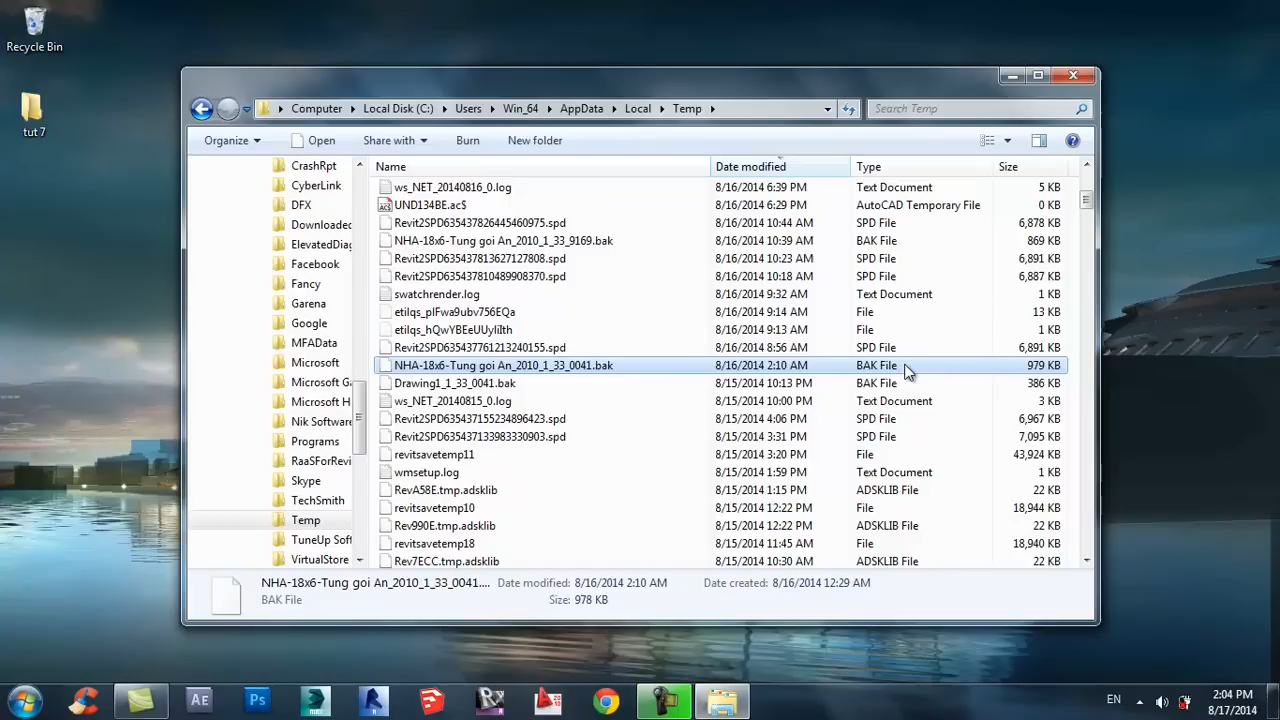 Recycle Bin
tut 7
Computer Local Disk (C:) Users Win_64 AppData Local Temp Search Temp
Organize Open Share with Burn New folder
CrashRpt
CyberLink
DFX
Downloaded
ElevatedDiag
Facebook
Fancy
Garena
Google
MFAData
Microsoft
Microsoft Ga
Microsoft H
Nik Software
Programs
RaaSForRevi
Skype
TechSmith
Temp
TuneUp Soft
VirtualStore
Name Date modified Type Size
ws_NET_20140816_0.log 8/16/2014 6:39 PM Text Document 5 KB
UND134BE.ac$ 8/16/2014 6:29 PM AutoCAD Temporary File 0 KB
Revit2SPD635437826445460975.spd 8/16/2014 10:44 AM SPD File 6,878 KB
NHA-18x6-Tung goi An_2010_1_33_9169.bak 8/16/2014 10:39 AM BAK File 869 KB
Revit2SPD635437813627127808.spd 8/16/2014 10:23 AM SPD File 6,891 KB
Revit2SPD635437810489908370.spd 8/16/2014 10:18 AM SPD File 6,887 KB
swatchrender.log 8/16/2014 9:32 AM Text Document 1 KB
8/16/2014 9:14 AM File 13 KB
8/16/2014 9:13 AM File 1 KB
Revit2SPD635437761213240155.spd 8/16/2014 8:56 AM SPD File 6,891 KB
NHA-18x6-Tung goi An_2010_1_33_0041.bak 8/16/2014 2:10 AM BAK File 979 KB
Drawing1_1_33_0041.bak 8/15/2014 10:13 PM BAK File 386 KB
ws_NET_20140815_0.log 8/15/2014 10:00 PM Text Document 3 KB
Revit2SPD635437155234896423.spd 8/15/2014 4:06 PM SPD File 6,967 KB
Revit2SPD635437133983330903.spd 8/15/2014 3:31 PM SPD File 7,095 KB
revitsavetemp11 8/15/2014 3:20 PM File 43,924 KB
wmsetup.log 8/15/2014 1:59 PM Text Document 1 KB
RevA58E.tmp.adsklib 8/15/2014 1:15 PM ADSKLIB File 22 KB
revitsavetemp10 8/15/2014 12:22 PM File 18,944 KB
Rev990E.tmp.adsklib 8/15/2014 12:22 PM ADSKLIB File 22 KB
revitsavetemp18 8/15/2014 11:45 AM File 18,940 KB
Rev7ECC.tmp.adsklib 8/15/2014 10:30 AM ADSKLIB File 22 KB
NHA-18x6-Tung goi An_2010_1_33_0041.... Date modified: 8/16/2014 2:10 AM Date created: 8/16/2014 12:29 AM
BAK File Size: 978 KB
Ae Ps EN 2:04 PM
8/17/2014